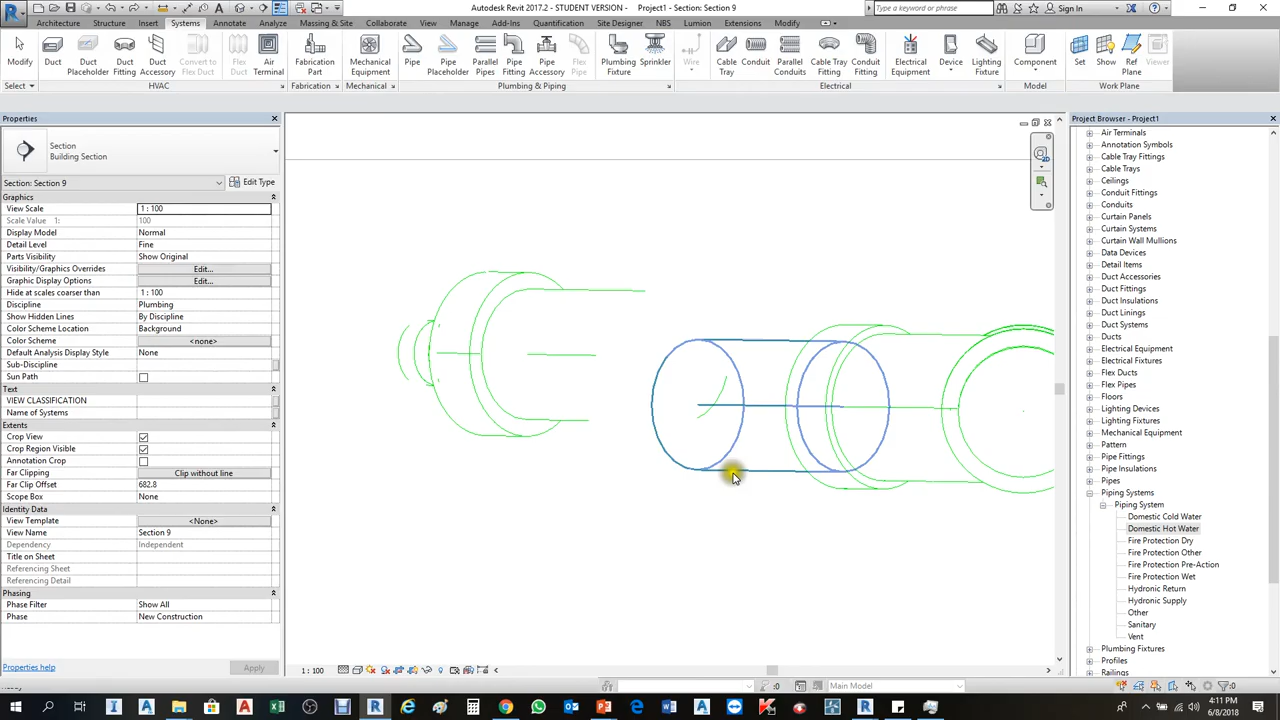 Autodesk Revit 2017.2 - STUDENT VERSION - Project1 - Section: Section 9
Type a keyword or phrase
Sign In
Architecture Structure Insert Systems Annotate Analyze Massing & Site Collaborate View Manage Add-Ins Quantification Site Designer NBS Lumion Extensions Modify
Modify
Duct
Duct Placeholder
Duct Fitting
Duct Accessory
Convert to Flex Duct
Flex Duct
Air Terminal
Fabrication Part
Mechanical Equipment
Pipe
Pipe Placeholder
Parallel Pipes
Pipe Fitting
Pipe Accessory
Flex Pipe
Plumbing Fixture
Sprinkler
Wire
Cable Tray
Conduit
Parallel Conduits
Cable Tray Fitting
Conduit Fitting
Electrical Equipment
Device
Lighting Fixture
Component
Set
Show
Ref Plane
Viewer
Select
HVAC
Fabrication
Mechanical
Plumbing & Piping
Electrical
Model
Work Plane
Properties
Section
Building Section
Section: Section 9
Edit Type
Graphics
View Scale 1 : 100
Scale Value 1: 100
Display Model Normal
Detail Level Fine
Parts Visibility Show Original
Visibility/Graphics Overrides Edit...
Graphic Display Options Edit...
Hide at scales coarser than 1 : 100
Discipline Plumbing
Show Hidden Lines By Discipline
Color Scheme Location Background
Color Scheme <none>
Default Analysis Display Style None
Sub-Discipline
Sun Path
Text
VIEW CLASSIFICATION
Name of Systems
Extents
Crop View
Crop Region Visible
Annotation Crop
Far Clipping Clip without line
Far Clip Offset 682.8
Scope Box None
Identity Data
View Template <None>
View Name Section 9
Dependency Independent
Title on Sheet
Referencing Sheet
Referencing Detail
Phasing
Phase Filter Show All
Phase New Construction
Properties help
Apply
Project Browser - Project1
Air Terminals
Annotation Symbols
Cable Tray Fittings
Cable Trays
Ceilings
Conduit Fittings
Conduits
Curtain Panels
Curtain Systems
Curtain Wall Mullions
Data Devices
Detail Items
Duct Accessories
Duct Fittings
Duct Insulations
Duct Linings
Duct Systems
Ducts
Electrical Equipment
Electrical Fixtures
Flex Ducts
Flex Pipes
Floors
Lighting Devices
Lighting Fixtures
Mechanical Equipment
Pattern
Pipe Fittings
Pipe Insulations
Pipes
Piping Systems
Piping System
Domestic Cold Water
Domestic Hot Water
Fire Protection Dry
Fire Protection Other
Fire Protection Pre-Action
Fire Protection Wet
Hydronic Return
Hydronic Supply
Other
Sanitary
Vent
Plumbing Fixtures
Profiles
Railings
1 : 100
:0
Main Model
:0
4:11 PM
6/8/2018